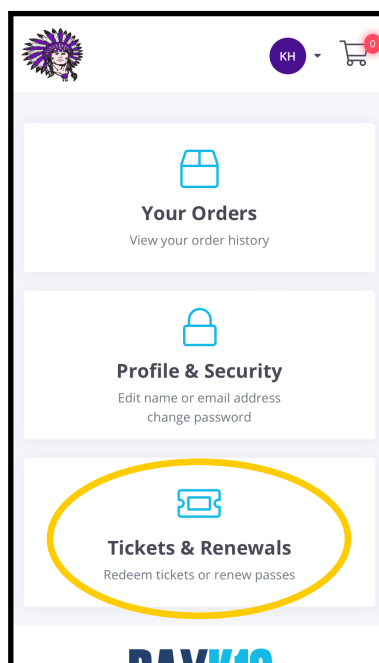 KH
0
Your Orders
View your order history
Profile & Security
Edit name or email address
change password
Tickets & Renewals
Redeem tickets or renew passes
PAYK12